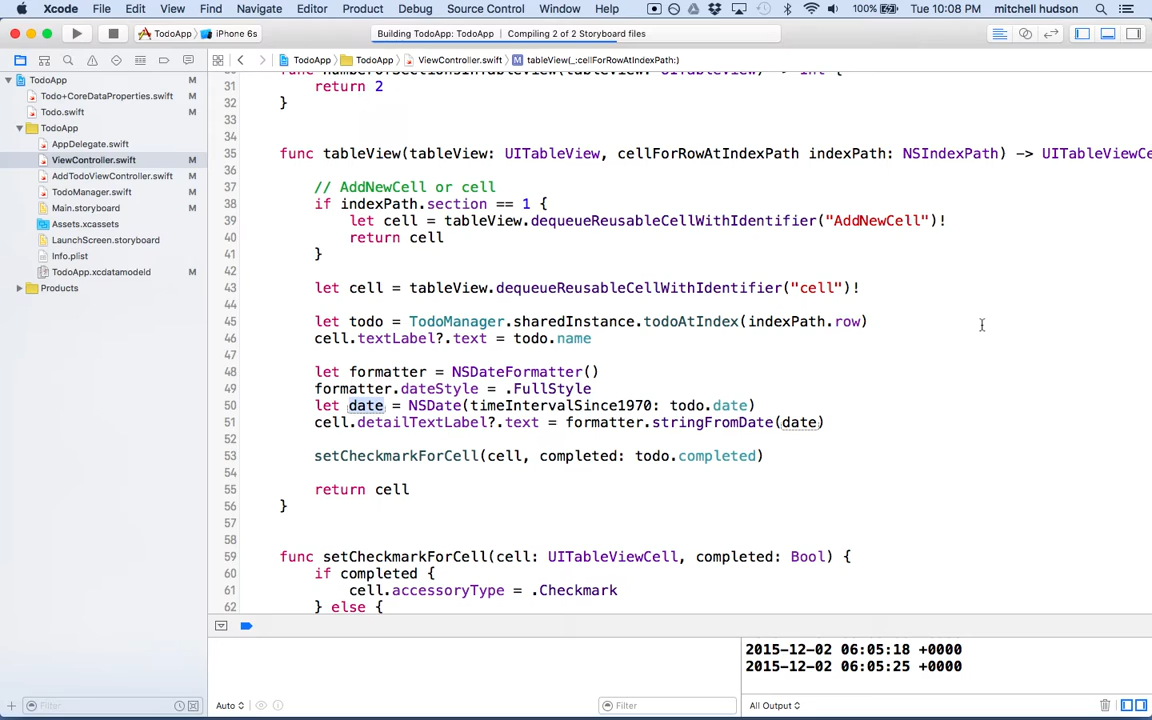 Xcode File Edit View Find Navigate Editor Product Debug Source Control Window Help 100% Tue 10:08 PM mitchell hudson
TodoApp iPhone 6s
Building TodoApp: TodoApp | Compiling 2 of 2 Storyboard files
TodoApp TodoApp ViewController.swift M tableView(_:cellForRowAtIndexPath:)
TodoApp
Todo+CoreDataProperties.swift M
Todo.swift M
TodoApp
AppDelegate.swift M
ViewController.swift M
AddTodoViewController.swift M
TodoManager.swift M
Main.storyboard M
Assets.xcassets
LaunchScreen.storyboard
Info.plist
TodoApp.xcdatamodeld M
Products
31 return 2
32 }
33
34
35 func tableView(tableView: UITableView, cellForRowAtIndexPath indexPath: NSIndexPath) -> UITableViewCe
36
37 // AddNewCell or cell
38 if indexPath.section == 1 {
39 let cell = tableView.dequeueReusableCellWithIdentifier("AddNewCell")!
40 return cell
41 }
42
43 let cell = tableView.dequeueReusableCellWithIdentifier("cell")!
44
45 let todo = TodoManager.sharedInstance.todoAtIndex(indexPath.row)
46 cell.textLabel?.text = todo.name
47
48 let formatter = NSDateFormatter()
49 formatter.dateStyle = .FullStyle
50 let date = NSDate(timeIntervalSince1970: todo.date)
51 cell.detailTextLabel?.text = formatter.stringFromDate(date)
52
53 setCheckmarkForCell(cell, completed: todo.completed)
54
55 return cell
56 }
57
58
59 func setCheckmarkForCell(cell: UITableViewCell, completed: Bool) {
60 if completed {
61 cell.accessoryType = .Checkmark
62 } else {
2015-12-02 06:05:18 +0000
2015-12-02 06:05:25 +0000
Filter Auto Filter All Output